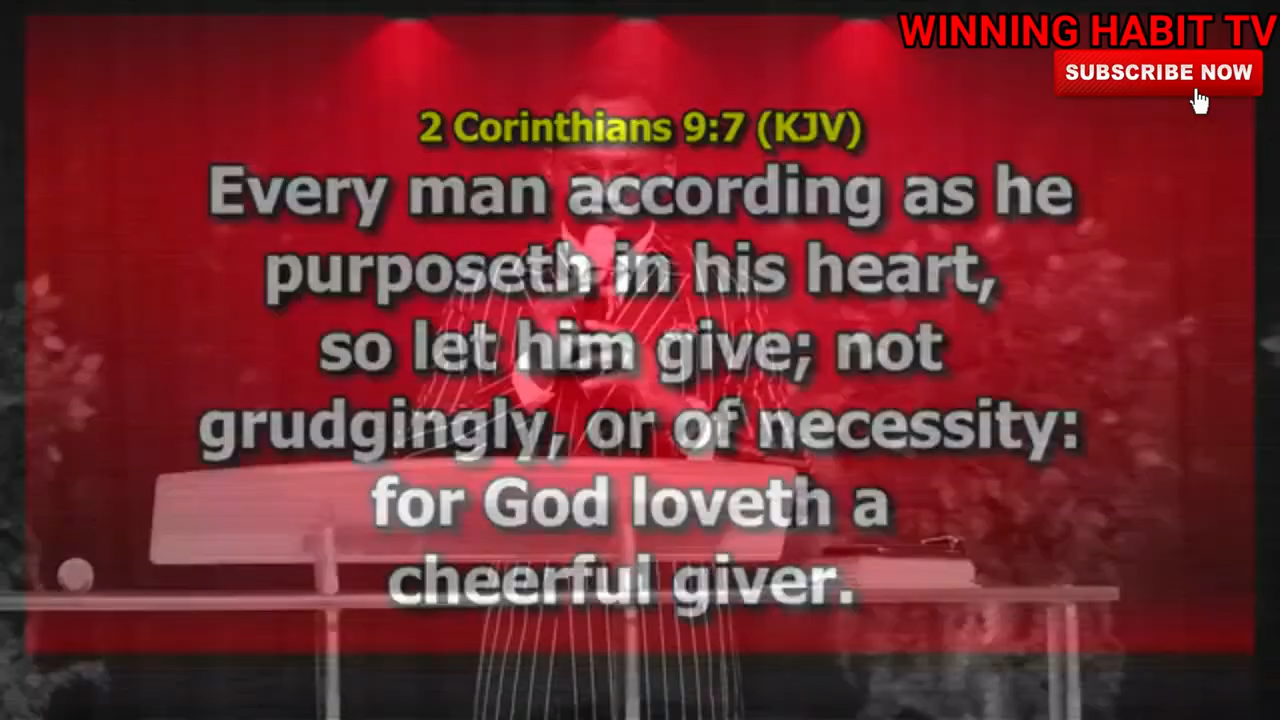 WINNING HABIT TV
SUBSCRIBE NOW
2 Corinthians 9:7 (KJV)
Every man according as he
purposeth in his heart,
so let him give; not
grudgingly, or of necessity:
for God loveth a
cheerful giver.